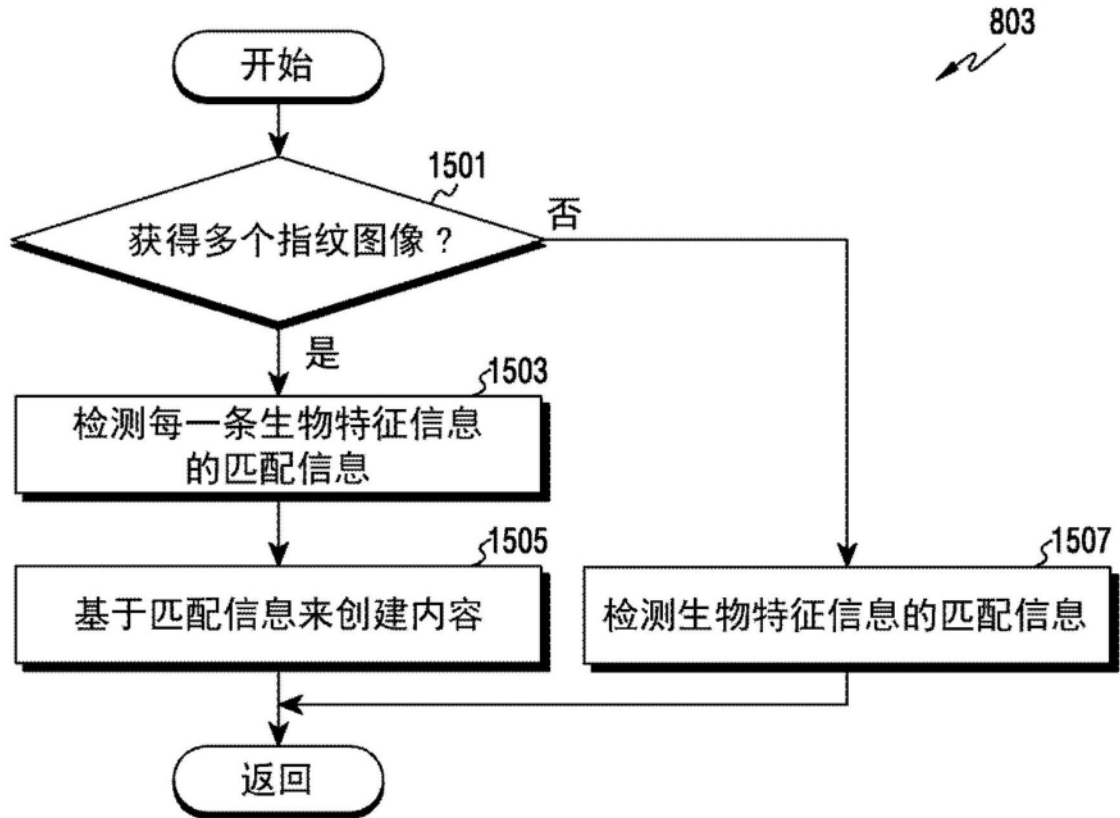 803
开始
1501
获得多个指纹图像？
否
是
1503
检测每一条生物特征信息
的匹配信息
1505
基于匹配信息来创建内容
1507
检测生物特征信息的匹配信息
返回